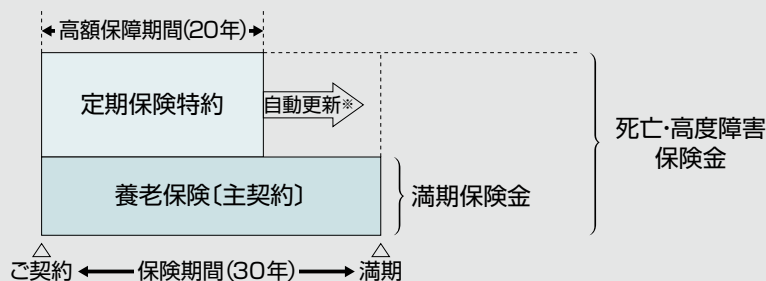 高額保障期間(20年)
定期保険特約
自動更新※
死亡・高度障害
保険金
養老保険〔主契約〕
満期保険金
ご契約
保険期間(30年)
満期